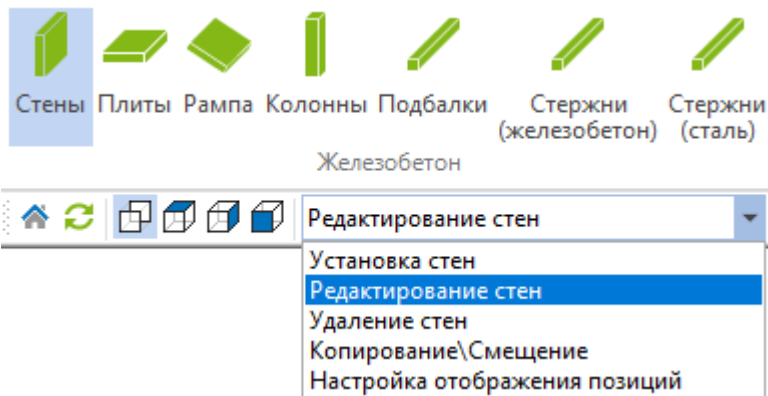 Стены Плиты Рампа Колонны Подбалки Стержни (железобетон) Стержни (сталь)
Железобетон
Редактирование стен
Установка стен
Редактирование стен
Удаление стен
Копирование\Смещение
Настройка отображения позиций